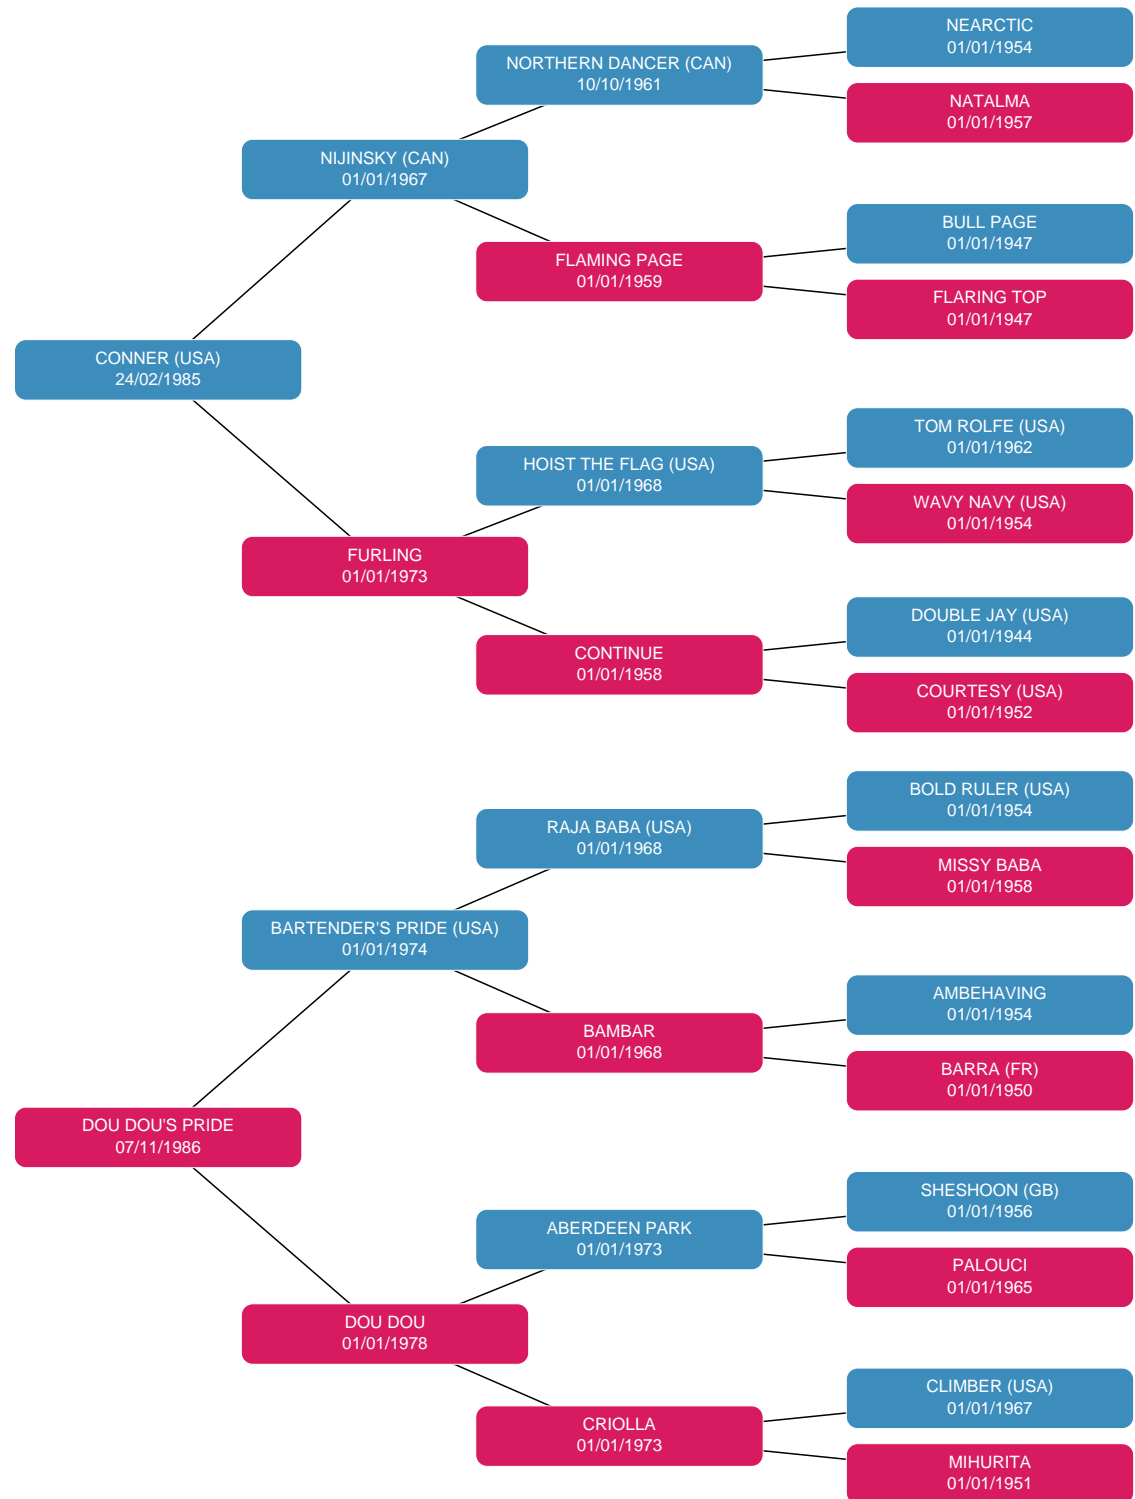 NEARCTIC
01/01/1954
NORTHERN DANCER (CAN)
10/10/1961
NATALMA
01/01/1957
NIJINSKY (CAN)
01/01/1967
BULL PAGE
01/01/1947
FLAMING PAGE
01/01/1959
FLARING TOP
01/01/1947
CONNER (USA)
24/02/1985
TOM ROLFE (USA)
01/01/1962
HOIST THE FLAG (USA)
01/01/1968
WAVY NAVY (USA)
01/01/1954
FURLING
01/01/1973
DOUBLE JAY (USA)
01/01/1944
CONTINUE
01/01/1958
COURTESY (USA)
01/01/1952
BOLD RULER (USA)
01/01/1954
RAJA BABA (USA)
01/01/1968
MISSY BABA
01/01/1958
BARTENDER'S PRIDE (USA)
01/01/1974
AMBEHAVING
01/01/1954
BAMBAR
01/01/1968
BARRA (FR)
01/01/1950
DOU DOU'S PRIDE
07/11/1986
SHESHOON (GB)
01/01/1956
ABERDEEN PARK
01/01/1973
PALOUCI
01/01/1965
DOU DOU
01/01/1978
CLIMBER (USA)
01/01/1967
CRIOLLA
01/01/1973
MIHURITA
01/01/1951